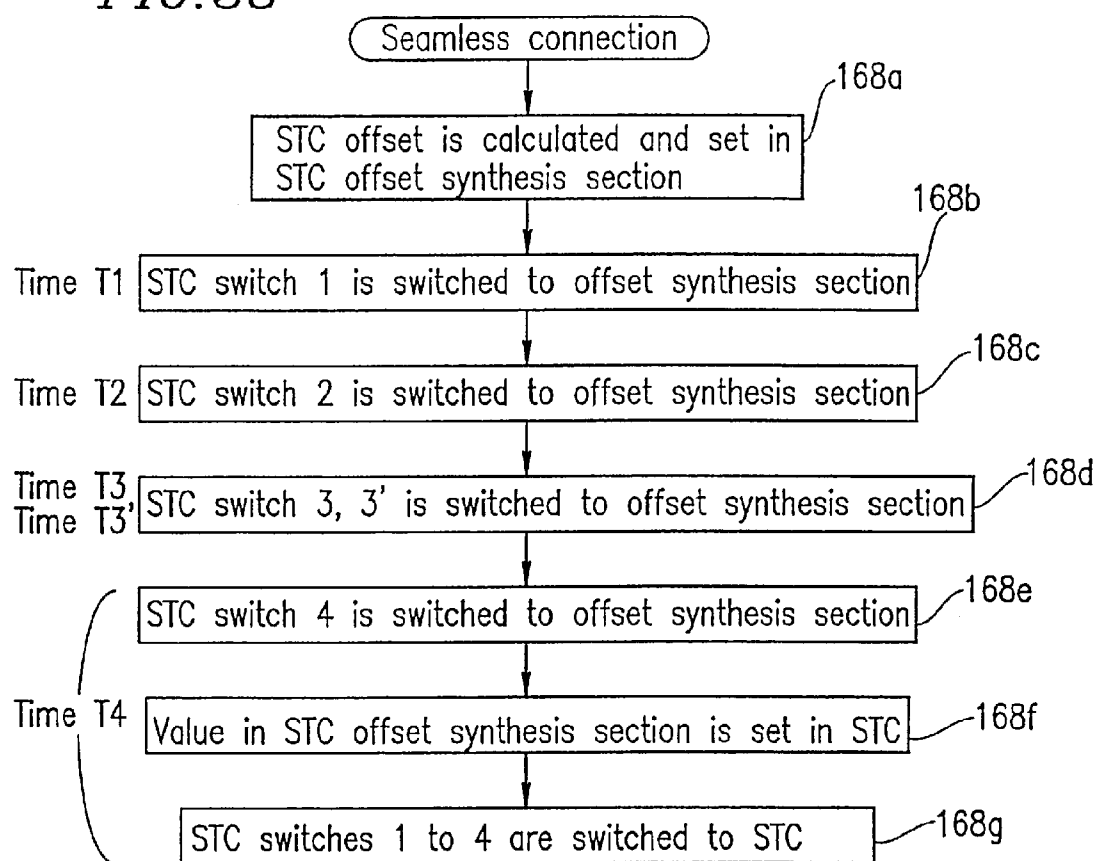 Seamless connection
168a
STC offset is calculated and set in
STC offset synthesis section
168b
Time T1 STC switch 1 is switched to offset synthesis section
168c
Time T2 STC switch 2 is switched to offset synthesis section
168d
Time T3,
Time T3'
STC switch 3, 3' is switched to offset synthesis section
168e
STC switch 4 is switched to offset synthesis section
Time T4
168f
Value in STC offset synthesis section is set in STC
168g
STC switches 1 to 4 are switched to STC